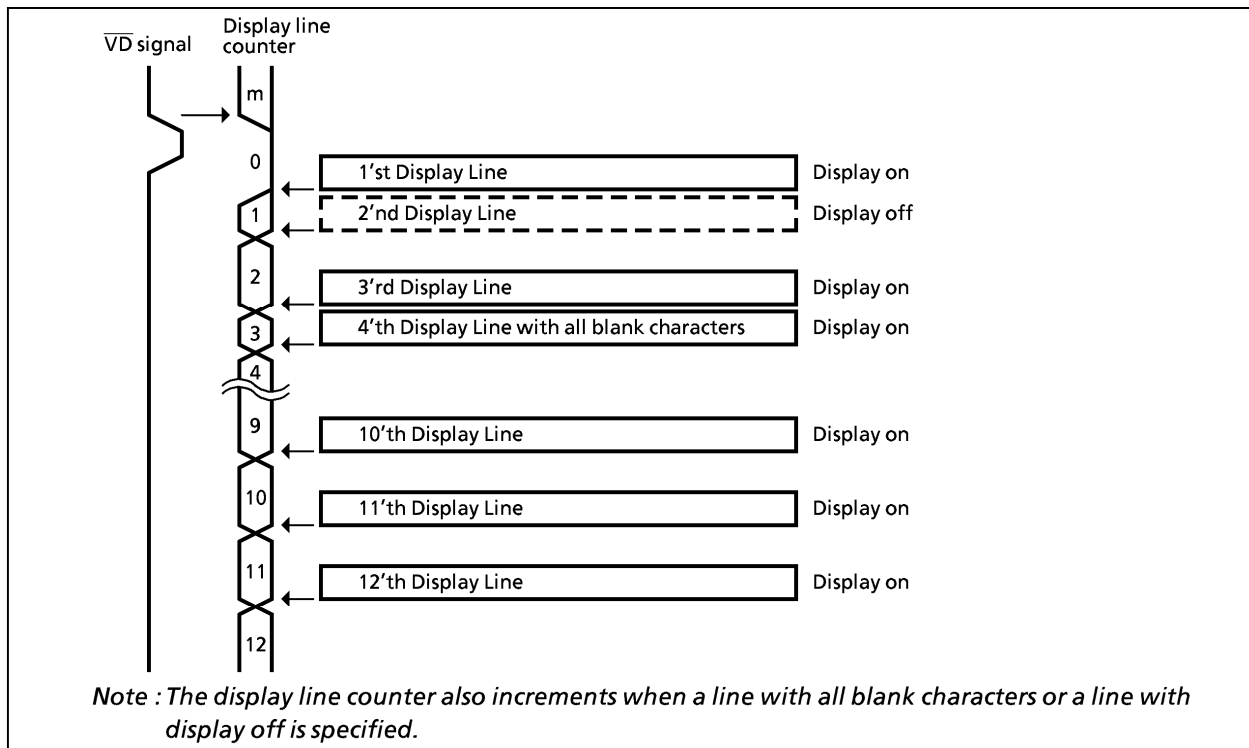 VD signal
Display line
counter
m
0
1'st Display Line
Display on
1
2'nd Display Line
Display off
2
3'rd Display Line
Display on
3
4'th Display Line with all blank characters
Display on
4
9
10'th Display Line
Display on
10
11'th Display Line
Display on
11
12'th Display Line
Display on
12
Note : The display line counter also increments when a line with all blank characters or a line with
display off is specified.